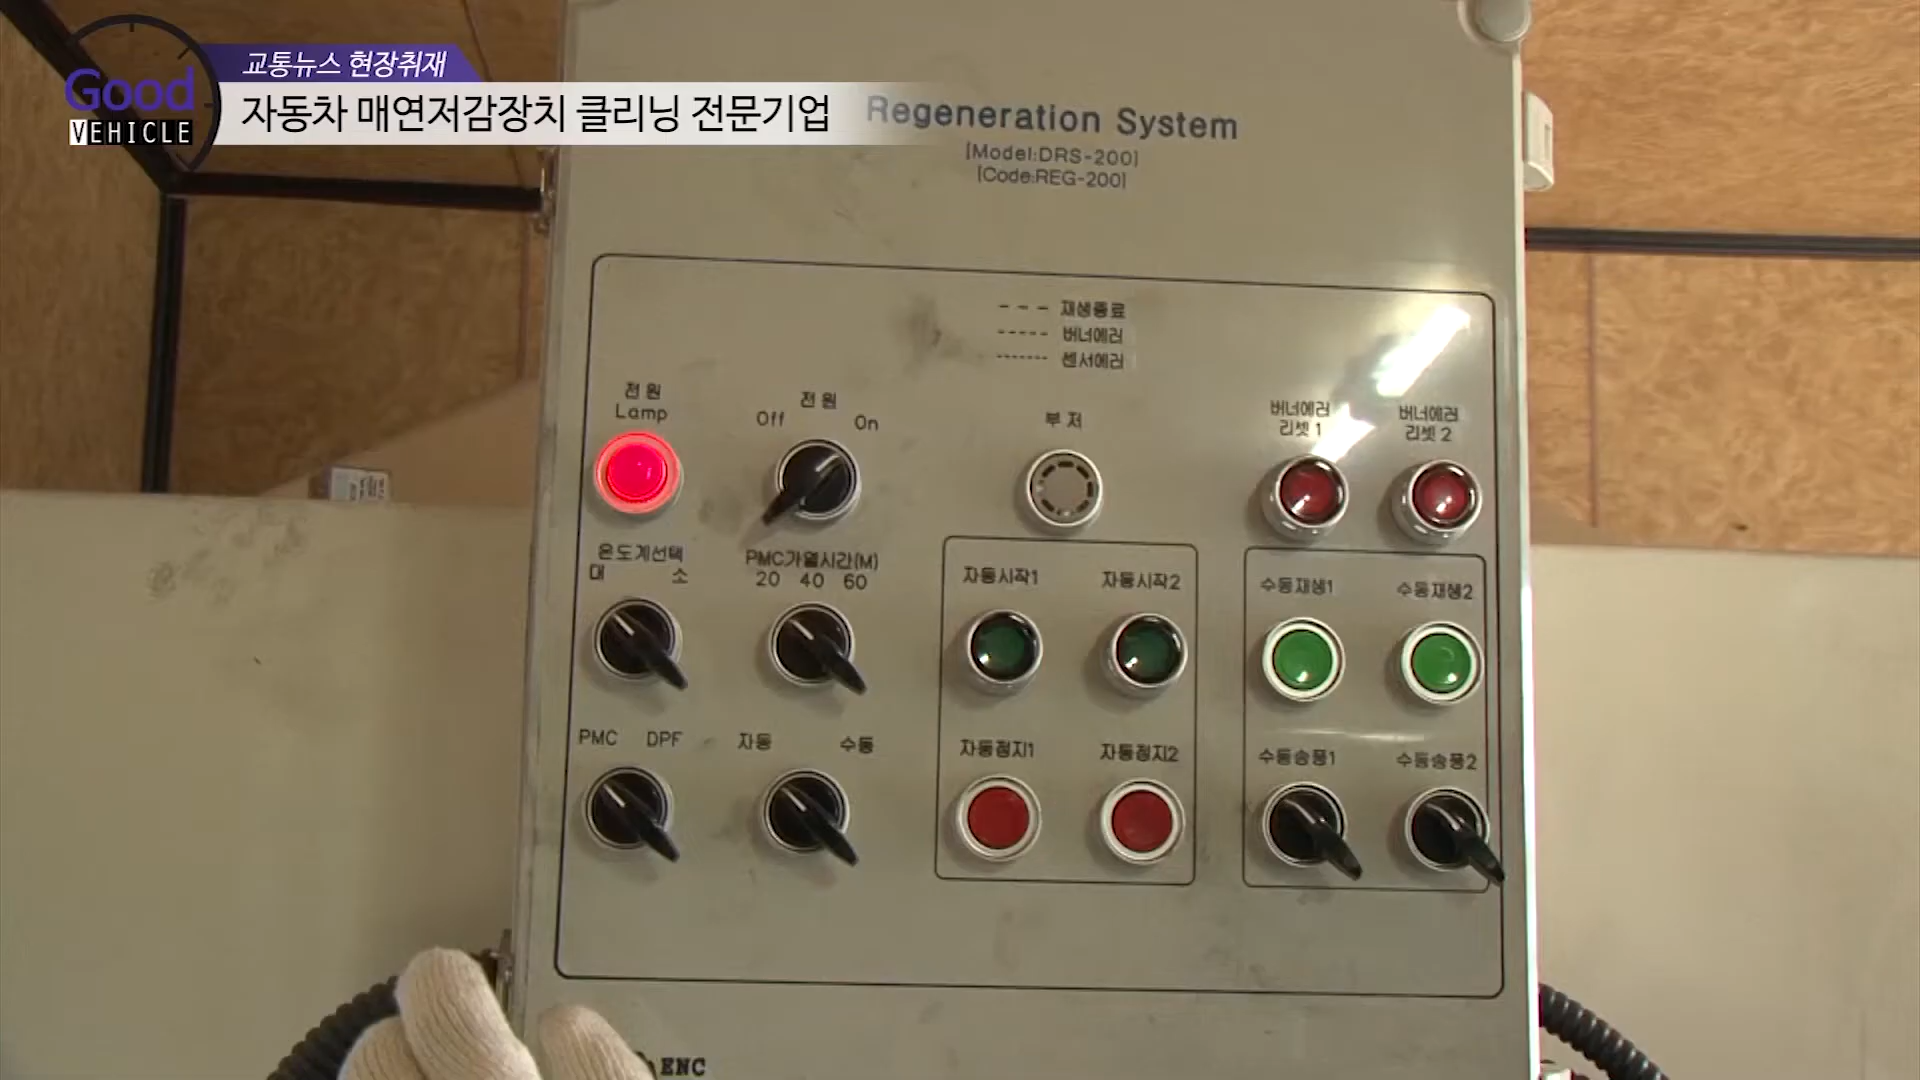 교통뉴스 현장취재
Good
VEHICLE
자동차 매연저감장치 클리닝 전문기업
Regeneration System
(Model:DRS-200)
(Code:REG-200)
--- 재생종료
----- 버너에러
------- 센서에러
전원
Lamp
전원
Off On
부저
버너에러
리셋 1
버너에러
리셋 2
온도계선택
대 소
PMC가열시간(M)
20 40 60
자동시작1 자동시작2
수동재생1 수동재생2
PMC DPF
자동 수동
자동정지1 자동정지2
수동송풍1 수동송풍2
ENC